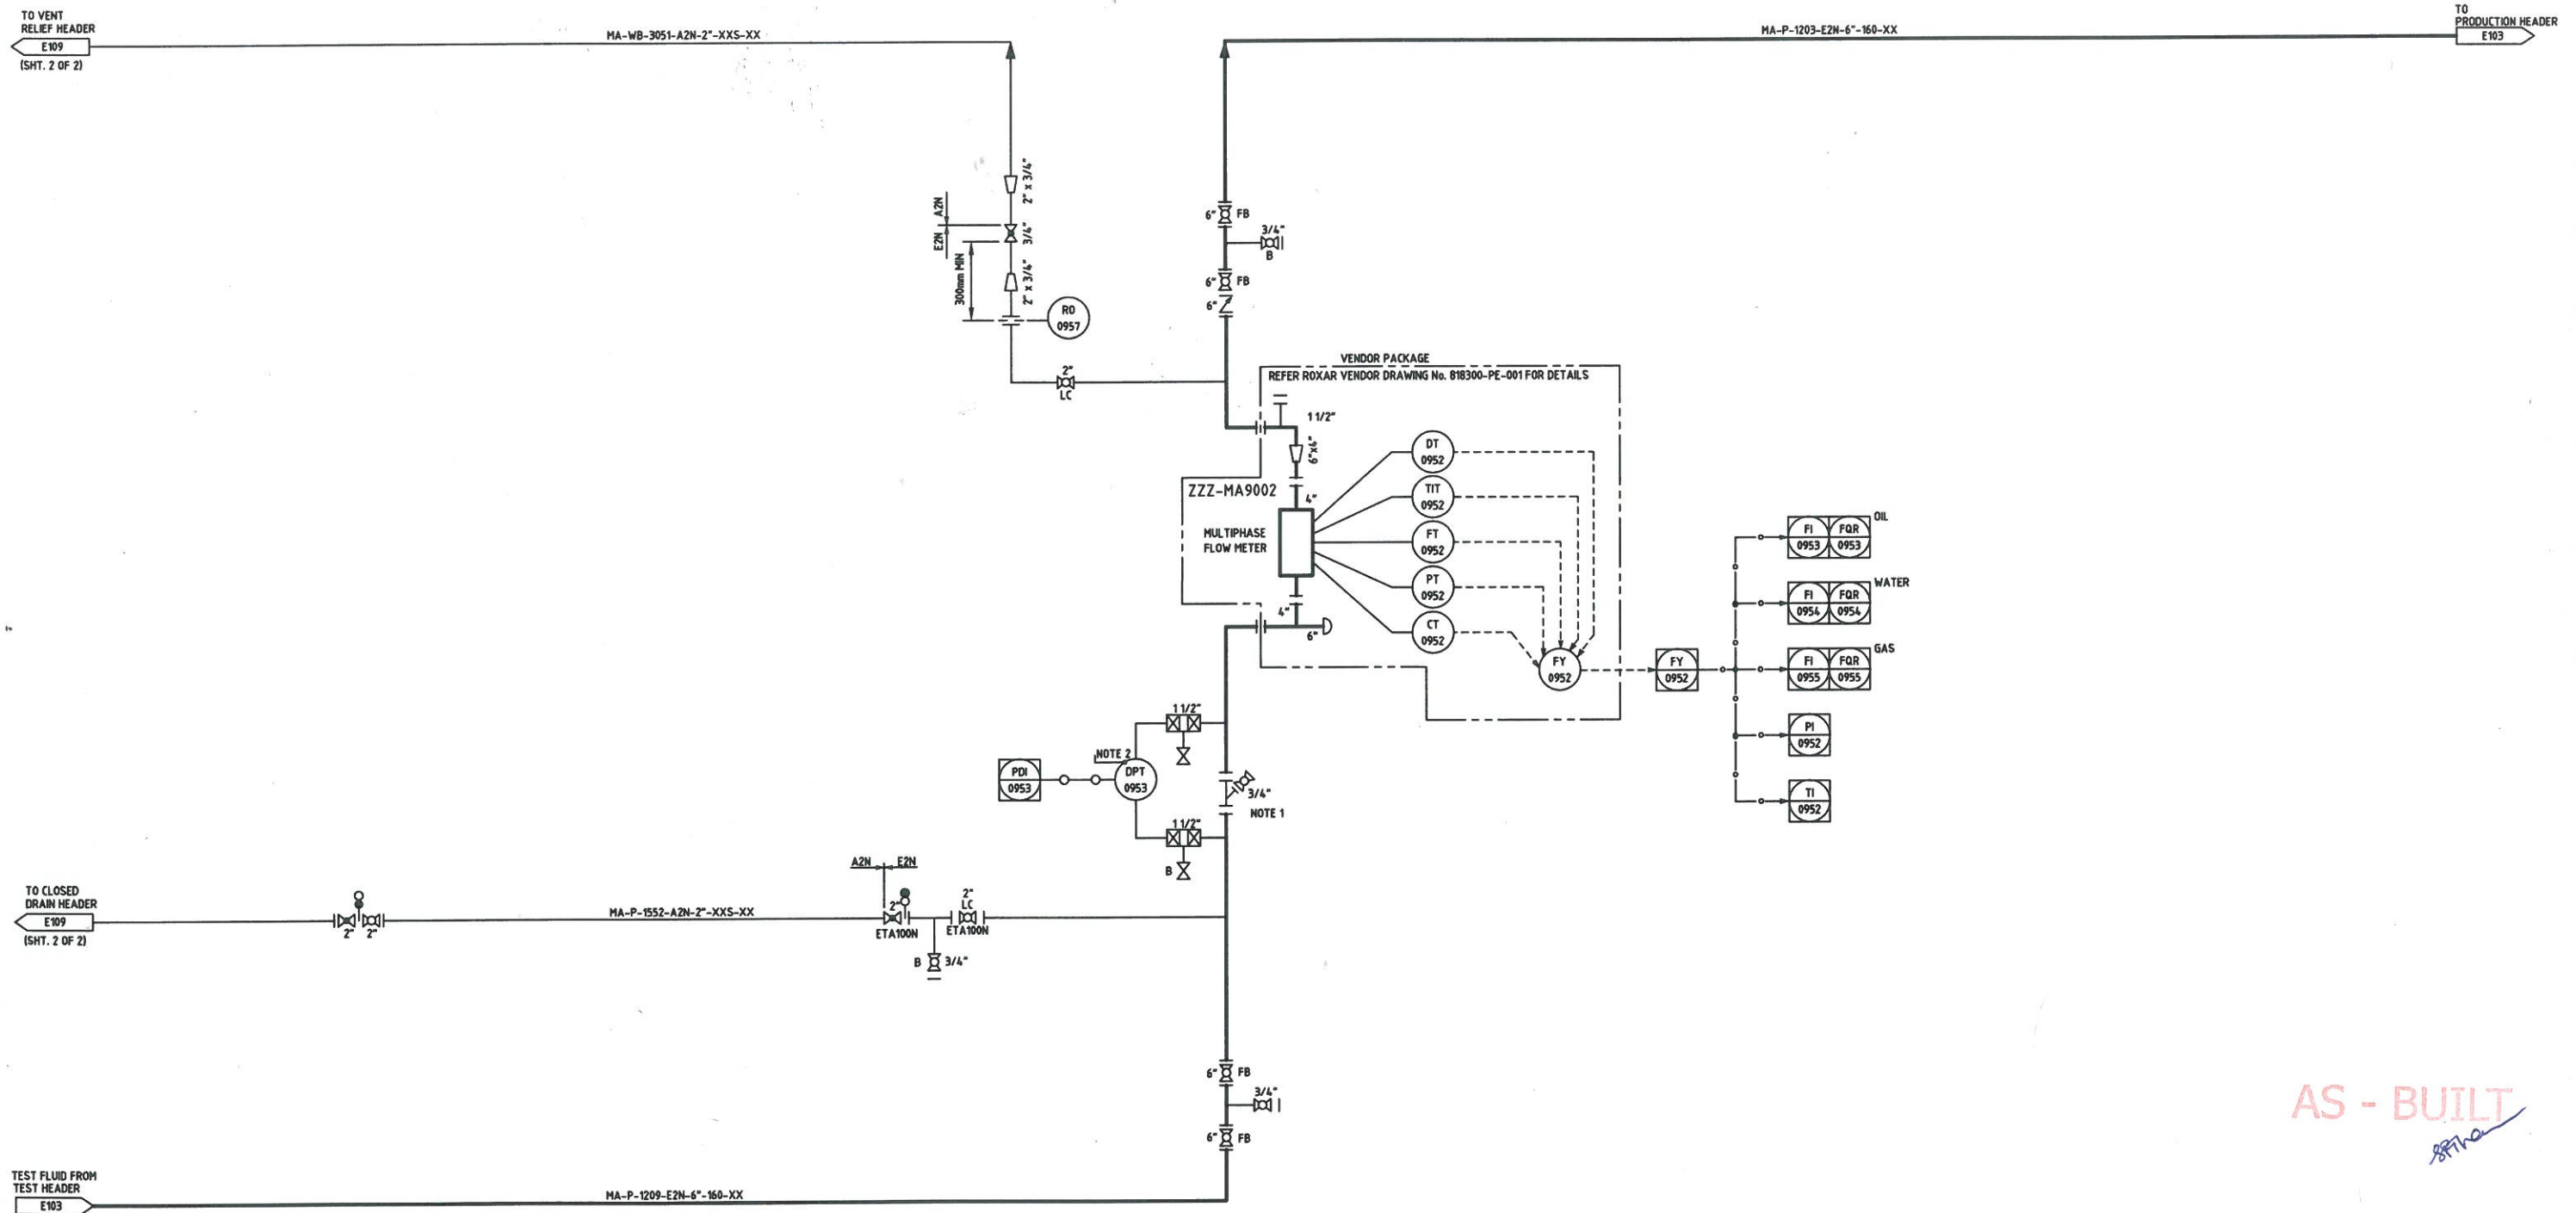 TO VENT
RELIEF HEADER
E109
(SHT. 2 OF 2)
MA-WB-3051-A2N-2"-XXS-XX
MA-P-1203-E2N-6"-160-XX
TO
PRODUCTION HEADER
E103
2" x 3/4"
A2N
E2N
3/4"
300mm MIN
2" x 3/4"
RO
0957
2"
LC
6" FB
3/4"
B
6" FB
6"
VENDOR PACKAGE
REFER ROXAR VENDOR DRAWING No. 818300-PE-001 FOR DETAILS
1 1/2"
6"x4"
ZZZ-MA9002
4"
MULTIPHASE
FLOW METER
4"
6"
DT
0952
TIT
0952
FT
0952
PT
0952
CT
0952
FY
0952
FY
0952
FI
0953
FQR
0953
OIL
FI
0954
FQR
0954
WATER
FI
0955
FQR
0955
GAS
PI
0952
TI
0952
1 1/2"
NOTE 2
PDI
0953
DPT
0953
3/4"
NOTE 1
1 1/2"
B
TO CLOSED
DRAIN HEADER
E109
(SHT. 2 OF 2)
2" 2"
MA-P-1552-A2N-2"-XXS-XX
A2N E2N
2"
ETA100N
2"
LC
ETA100N
B 3/4"
6" FB
3/4"
6" FB
TEST FLUID FROM
TEST HEADER
E103
MA-P-1209-E2N-6"-160-XX
AS - BUILT